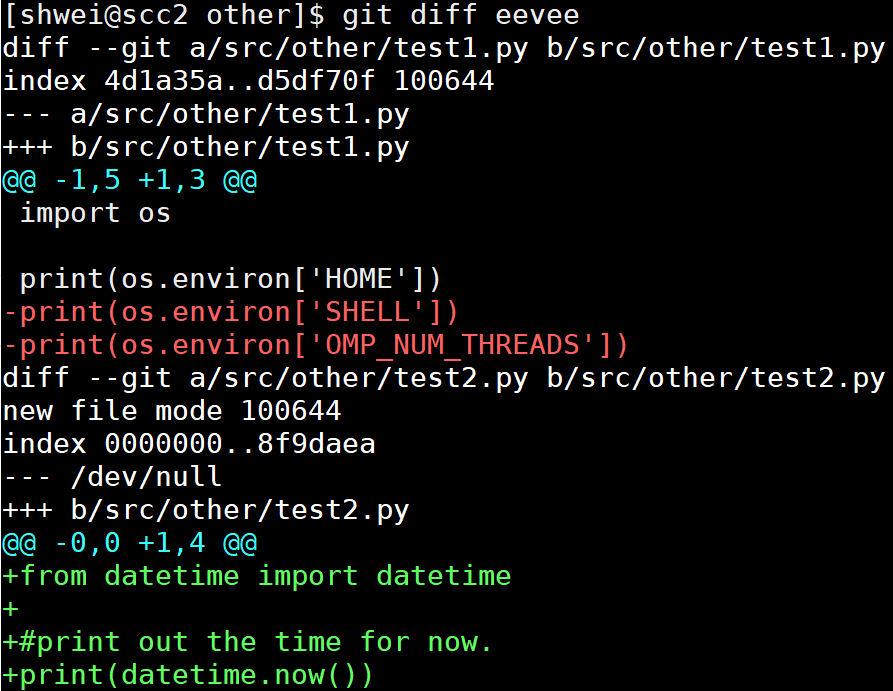 [shwei@scc2 other]$ git diff eevee
diff --git a/src/other/test1.py b/src/other/test1.py
index 4d1a35a..d5df70f 100644
--- a/src/other/test1.py
+++ b/src/other/test1.py
@@ -1,5 +1,3 @@
 import os

 print(os.environ['HOME'])
-print(os.environ['SHELL'])
-print(os.environ['OMP_NUM_THREADS'])
diff --git a/src/other/test2.py b/src/other/test2.py
new file mode 100644
index 0000000..8f9daea
--- /dev/null
+++ b/src/other/test2.py
@@ -0,0 +1,4 @@
+from datetime import datetime
+
+#print out the time for now.
+print(datetime.now())